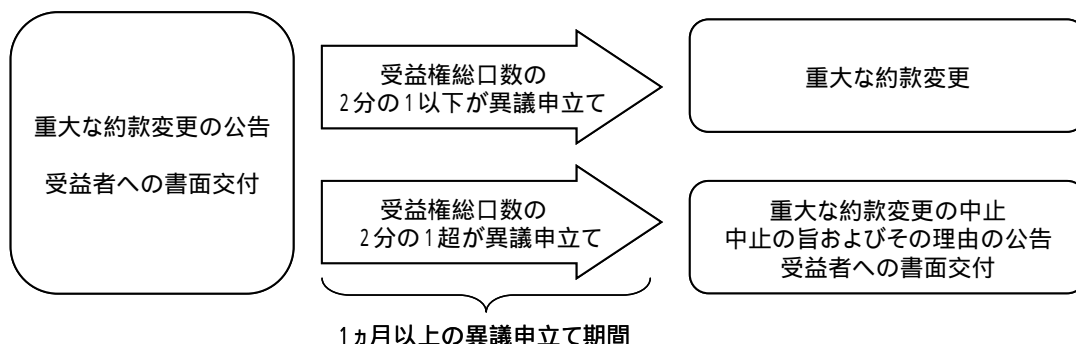 重大な約款変更の公告
受益者への書面交付
受益権総口数の
2分の1以下が異議申立て
重大な約款変更
受益権総口数の
2分の1超が異議申立て
重大な約款変更の中止
中止の旨およびその理由の公告
受益者への書面交付
1ヵ月以上の異議申立て期間